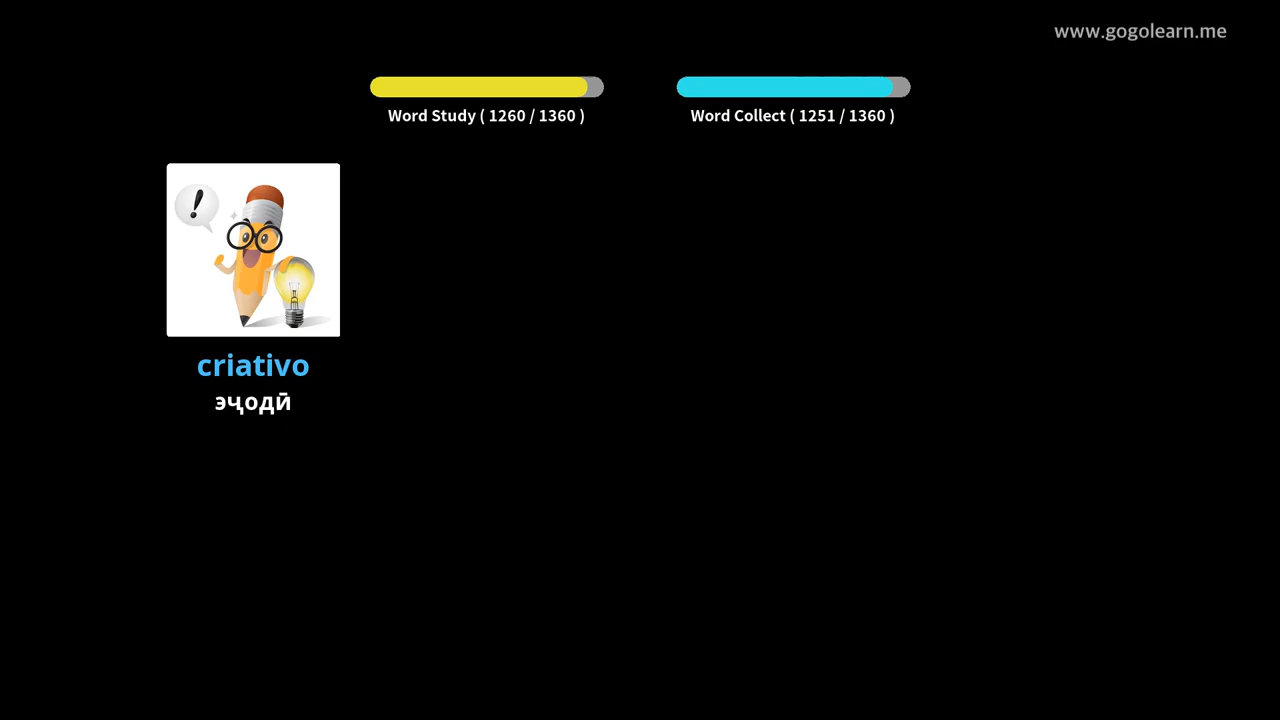 www.gogolearn.me
Word Study ( 1260 / 1360 )
Word Collect ( 1251 / 1360 )
!
criativo
эҷодӣ